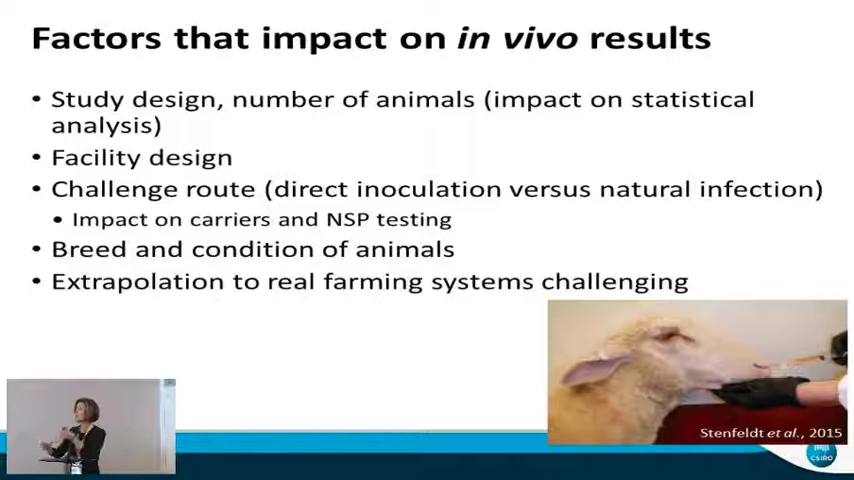 Factors that impact on in vivo results
• Study design, number of animals (impact on statistical
analysis)
• Facility design
• Challenge route (direct inoculation versus natural infection)
• Impact on carriers and NSP testing
• Breed and condition of animals
• Extrapolation to real farming systems challenging
Stenfeldt et al., 2015
CSIRO